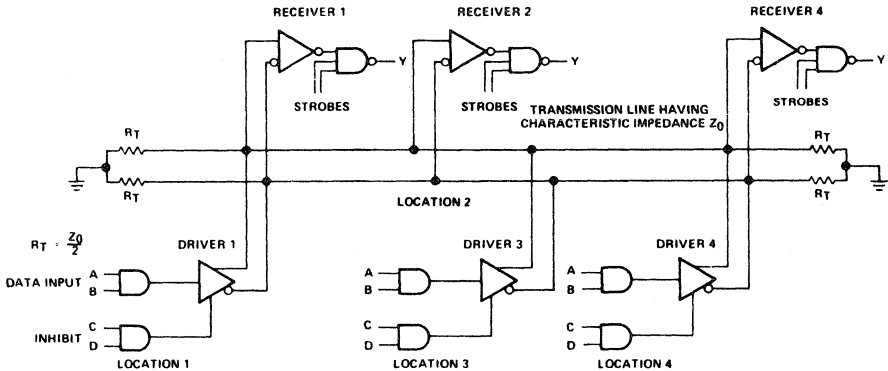 RECEIVER 1
RECEIVER 2
RECEIVER 4
Y
Y
Y
STROBES
STROBES
STROBES
TRANSMISSION LINE HAVING
CHARACTERISTIC IMPEDANCE Z0
RT
RT
RT
RT
LOCATION 2
RT = Z0/2
DRIVER 1
DRIVER 3
DRIVER 4
DATA INPUT
A
B
A
B
A
B
INHIBIT
C
D
C
D
C
D
LOCATION 1
LOCATION 3
LOCATION 4